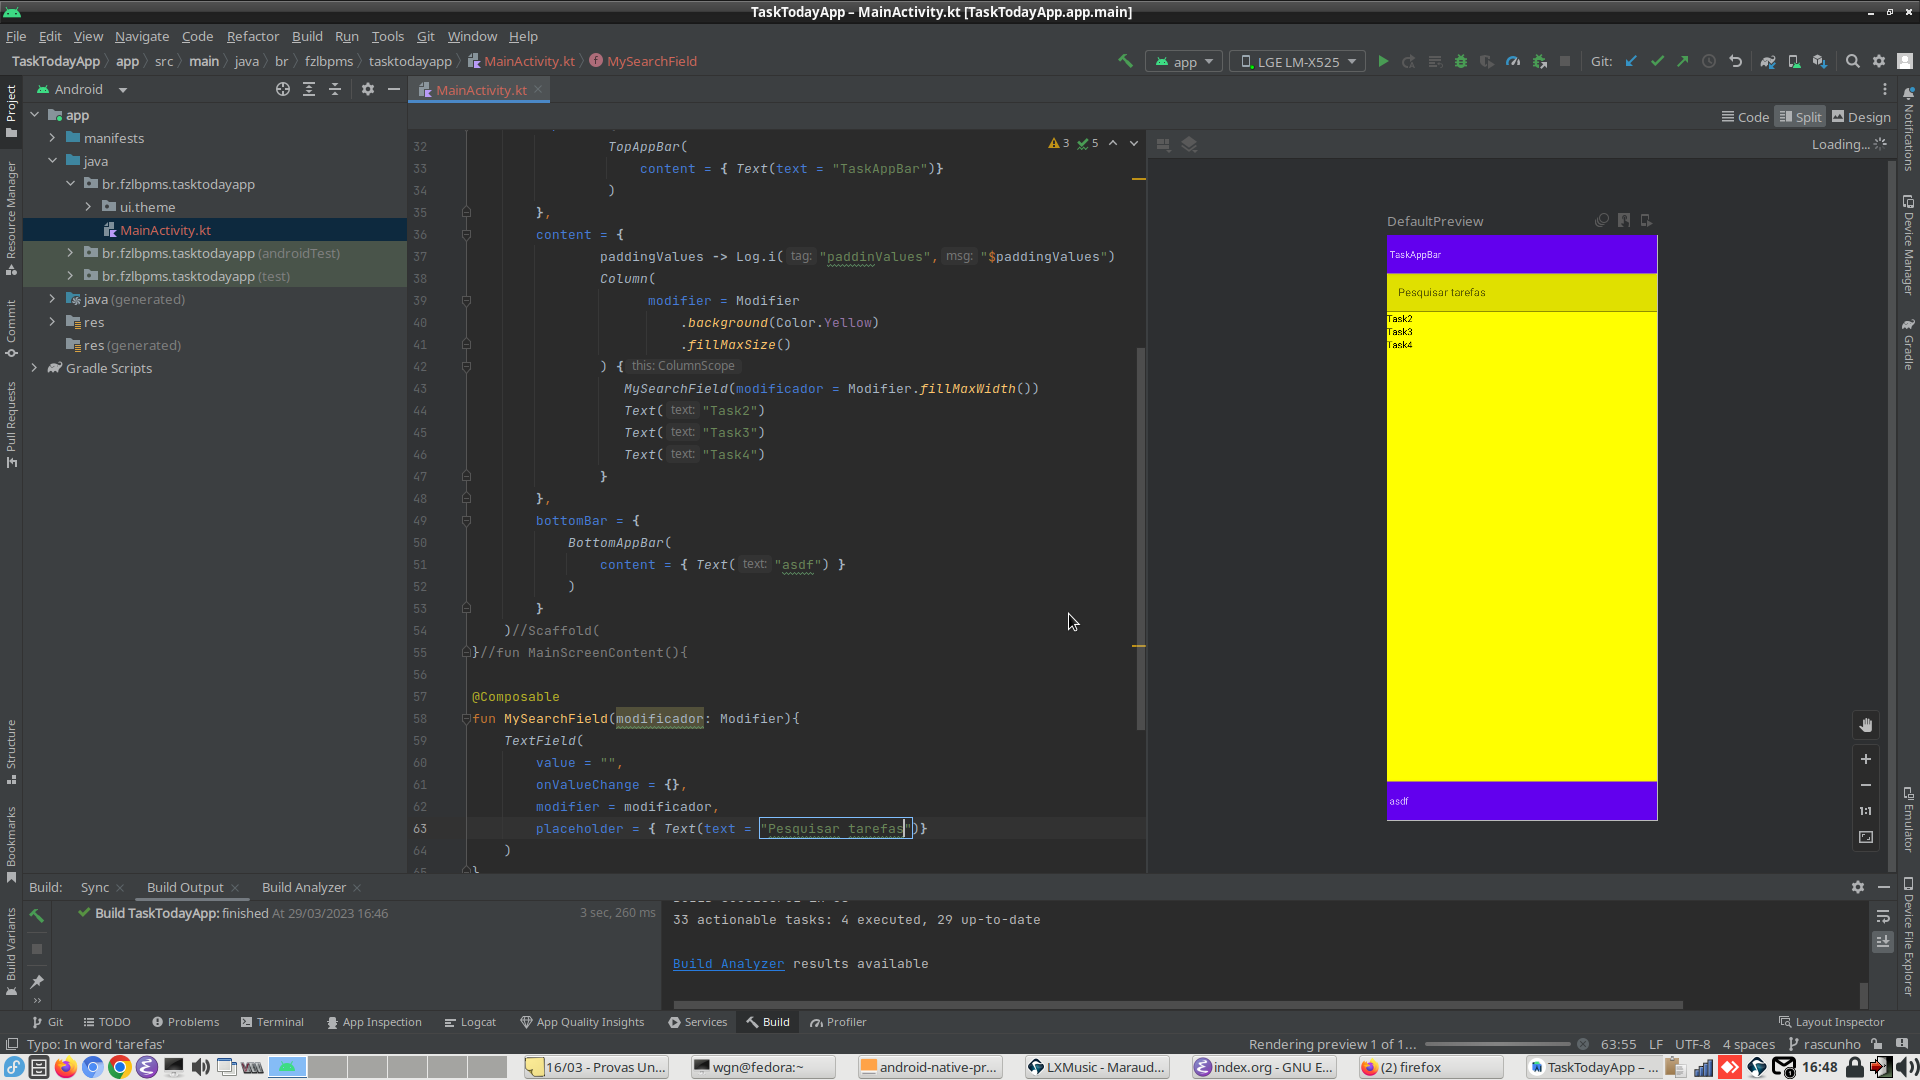 TaskTodayApp – MainActivity.kt [TaskTodayApp.app.main]
File Edit View Navigate Code Refactor Build Run Tools Git Window Help
TaskTodayApp app src main java br fzlbpms tasktodayapp MainActivity.kt MySearchField
app LGE LM-X525 Git:
Android
MainActivity.kt
Code Split Design
Loading...
Project
Resource Manager
Commit
Pull Requests
Structure
Bookmarks
Build Variants
app
manifests
java
br.fzlbpms.tasktodayapp
ui.theme
MainActivity.kt
br.fzlbpms.tasktodayapp (androidTest)
br.fzlbpms.tasktodayapp (test)
java (generated)
res
res (generated)
Gradle Scripts
3 5
32 TopAppBar(
33 content = { Text(text = "TaskAppBar")}
34 )
35 },
36 content = {
37 paddingValues -> Log.i( tag: "paddinValues", msg: "$paddingValues")
38 Column(
39 modifier = Modifier
40 .background(Color.Yellow)
41 .fillMaxSize()
42 ) { this: ColumnScope
43 MySearchField(modificador = Modifier.fillMaxWidth())
44 Text( text: "Task2")
45 Text( text: "Task3")
46 Text( text: "Task4")
47 }
48 },
49 bottomBar = {
50 BottomAppBar(
51 content = { Text( text: "asdf") }
52 )
53 }
54 )//Scaffold(
55 }//fun MainScreenContent(){
56
57 @Composable
58 fun MySearchField(modificador: Modifier){
59 TextField(
60 value = "",
61 onValueChange = {},
62 modifier = modificador,
63 placeholder = { Text(text = "Pesquisar tarefas")}
64 )
65 }
DefaultPreview
TaskAppBar
Pesquisar tarefas
Task2
Task3
Task4
asdf
1:1
Notifications
Device Manager
Gradle
Emulator
Device File Explorer
Build: Sync Build Output Build Analyzer
Build TaskTodayApp: finished At 29/03/2023 16:46 3 sec, 260 ms
33 actionable tasks: 4 executed, 29 up-to-date
Build Analyzer results available
Git TODO Problems Terminal App Inspection Logcat App Quality Insights Services Build Profiler Layout Inspector
Typo: In word 'tarefas' Rendering preview 1 of 1... 63:55 LF UTF-8 4 spaces rascunho
16/03 - Provas Un... wgn@fedora:~ android-native-pr... LXMusic - Maraud... index.org - GNU E... (2) firefox TaskTodayApp – ... 16:48